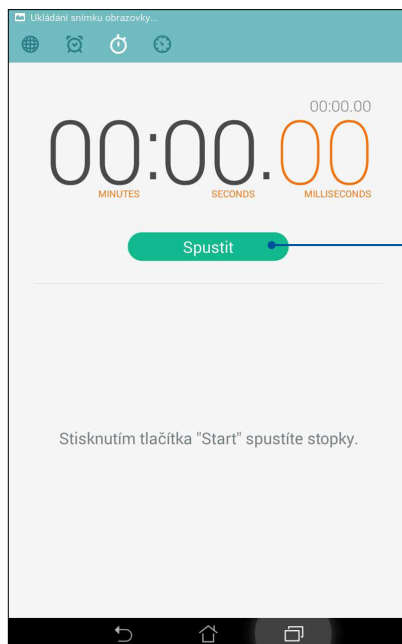 Ukládání snímku obrazovky...
00:00.00
00:00.00
MINUTES SECONDS MILLISECONDS
Spustit
Stisknutím tlačítka "Start" spustíte stopky.